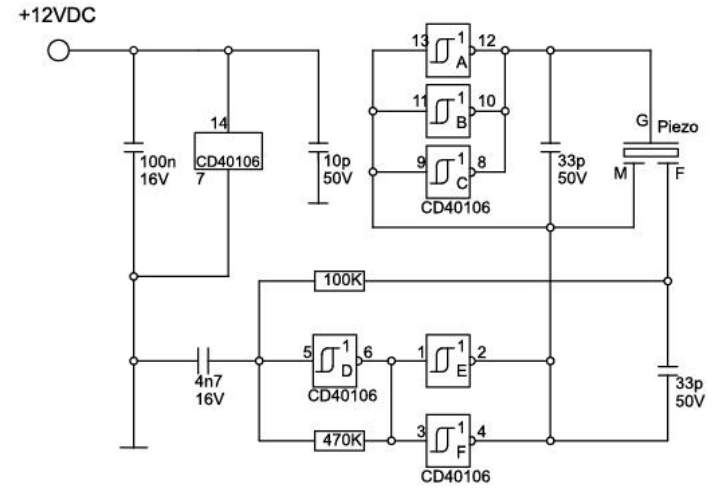 +12VDC
14
CD40106
7
100n
16V
10p
50V
13
1
12
A
11
1
10
B
9
1
8
C
CD40106
33p
50V
G
Piezo
M
F
100K
4n7
16V
5
1
6
D
CD40106
470K
1
1
2
E
3
1
4
F
CD40106
33p
50V